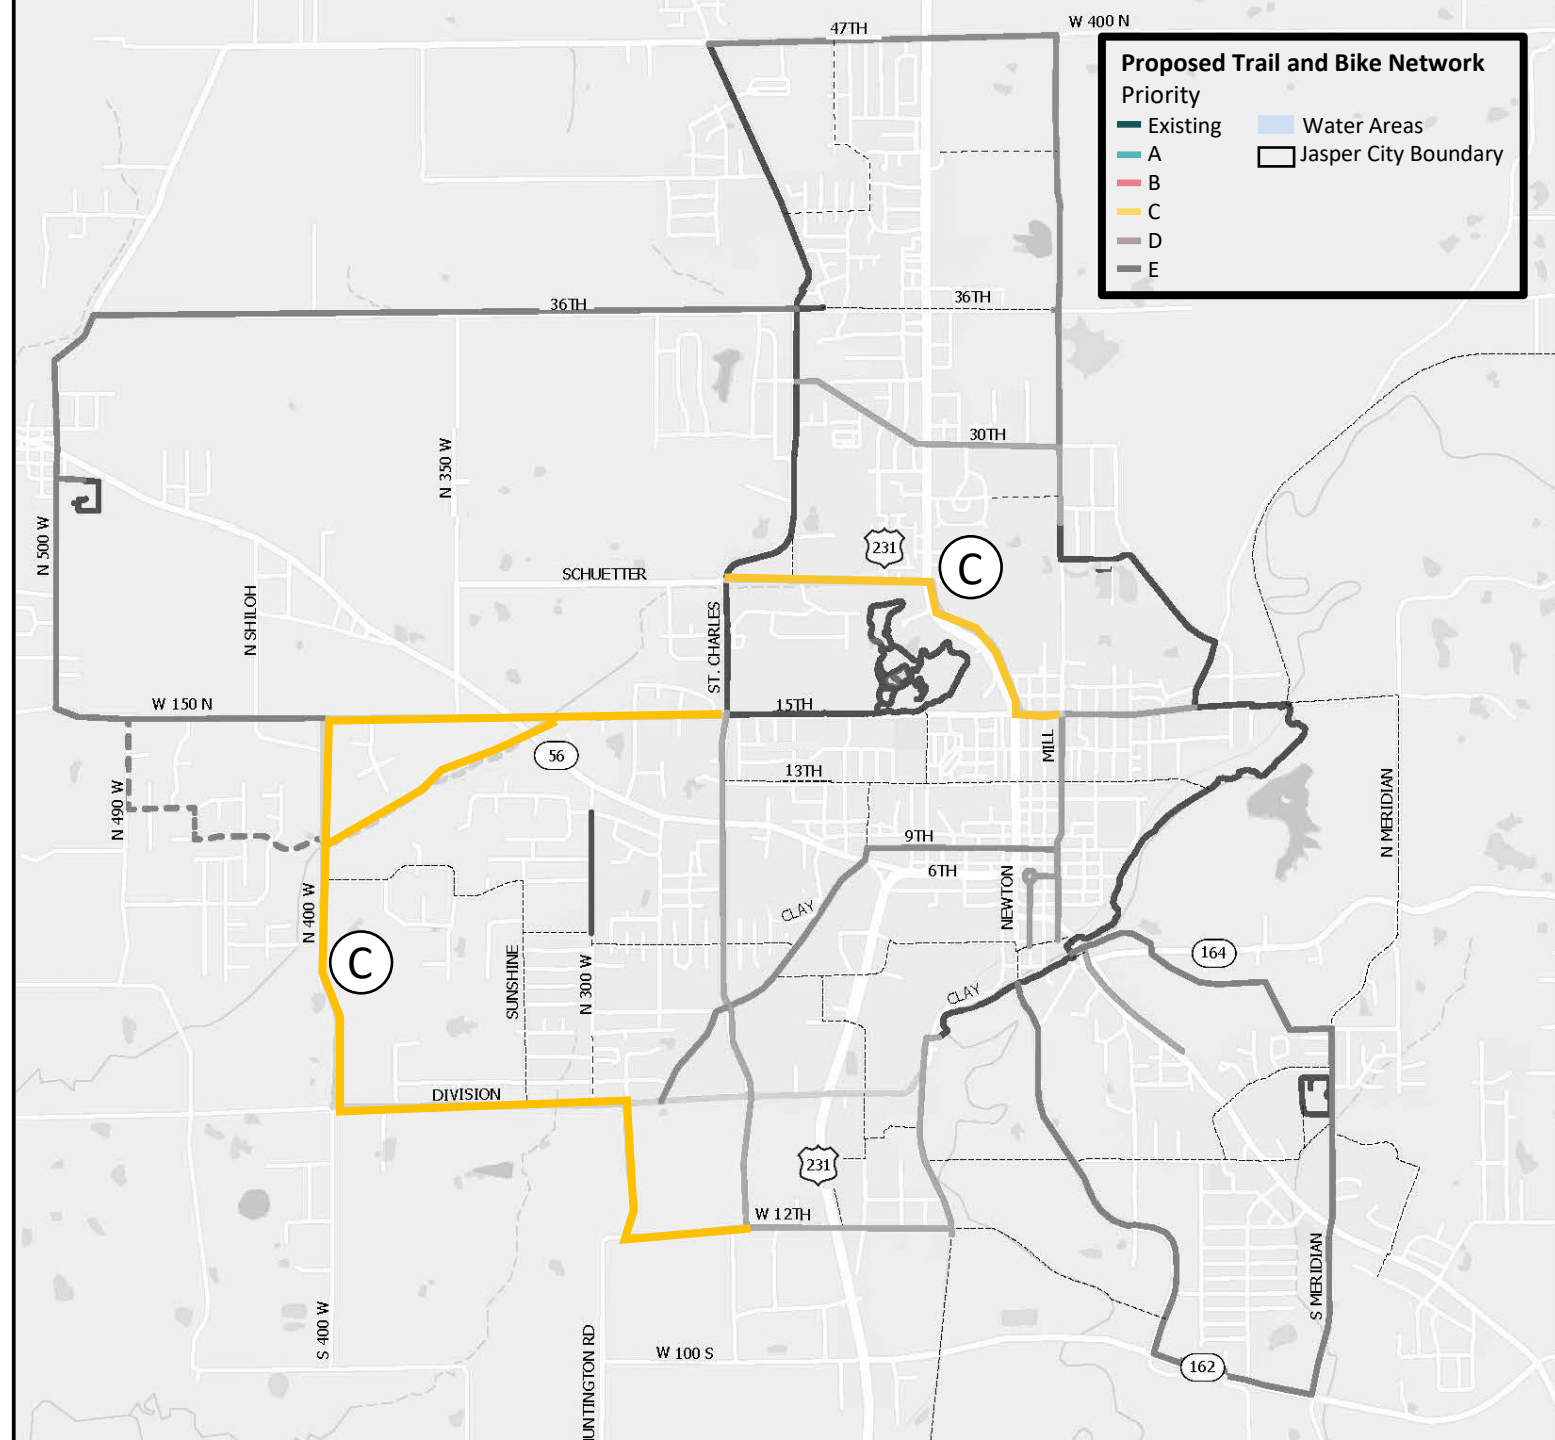 47TH
W 400 N
Proposed Trail and Bike Network
Priority
Existing
Water Areas
A
Jasper City Boundary
B
C
D
E
36TH
36TH
30TH
N 350 W
N 500 W
231
C
SCHUETTER
N SHILOH
ST. CHARLES
W 150 N
15TH
MILL
56
13TH
N 490 W
N MERIDIAN
9TH
6TH
CLAY
NEWTON
N 400 W
C
SUNSHINE
N 300 W
164
CLAY
DIVISION
231
W 12TH
S MERIDIAN
S 400 W
W 100 S
162